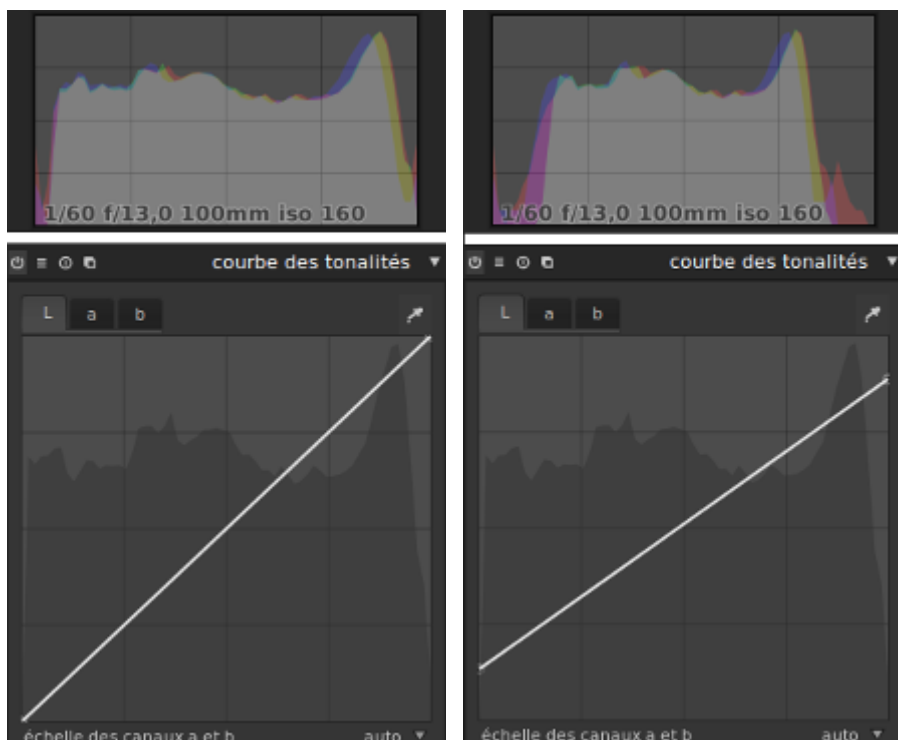 1/60 f/13,0 100mm iso 160
1/60 f/13,0 100mm iso 160
courbe des tonalités
L a b
échelle des canaux a et b auto
courbe des tonalités
L a b
échelle des canaux a et b auto